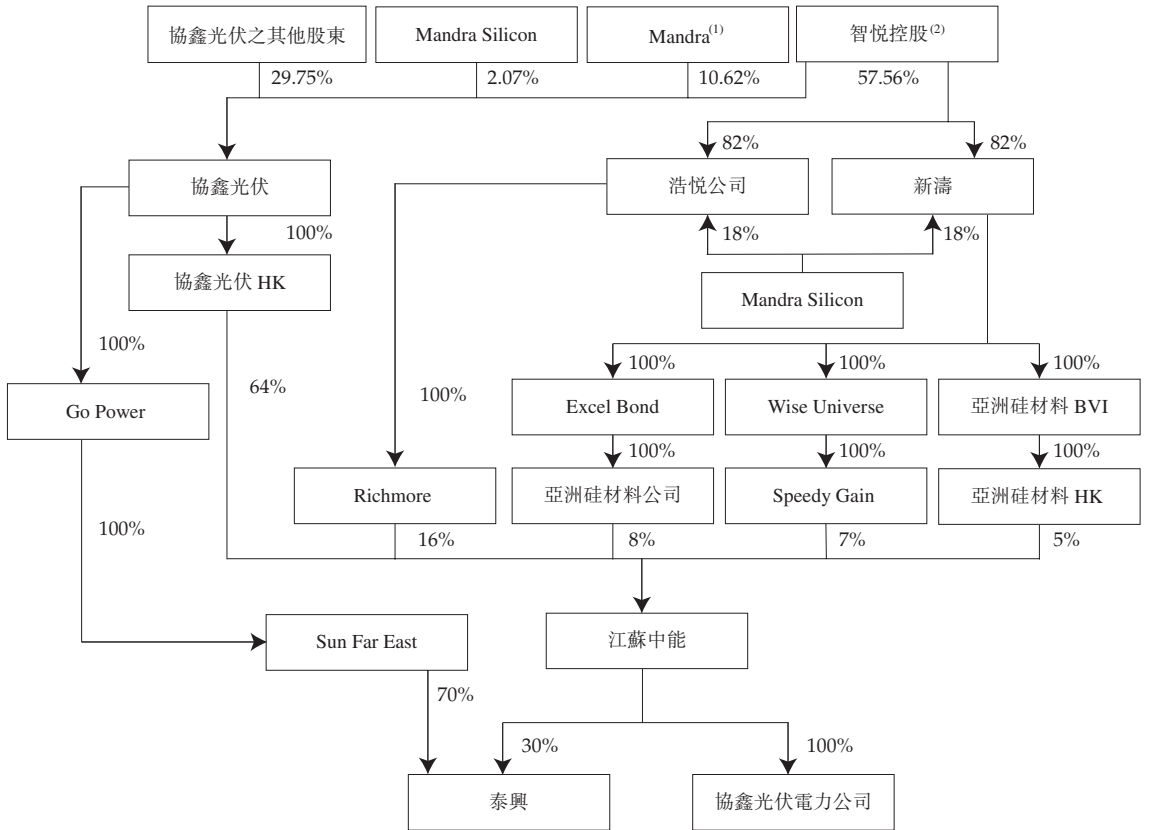 協鑫光伏之其他股東
Mandra Silicon
Mandra(1)
智悦控股(2)
29.75%
2.07%
10.62%
57.56%
82%
82%
協鑫光伏
浩悦公司
新濤
100%
18%
18%
協鑫光伏 HK
Mandra Silicon
100%
64%
100%
100%
100%
100%
Go Power
Excel Bond
Wise Universe
亞洲硅材料 BVI
100%
100%
100%
Richmore
亞洲硅材料公司
Speedy Gain
亞洲硅材料 HK
100%
16%
8%
7%
5%
Sun Far East
江蘇中能
70%
30%
100%
泰興
協鑫光伏電力公司